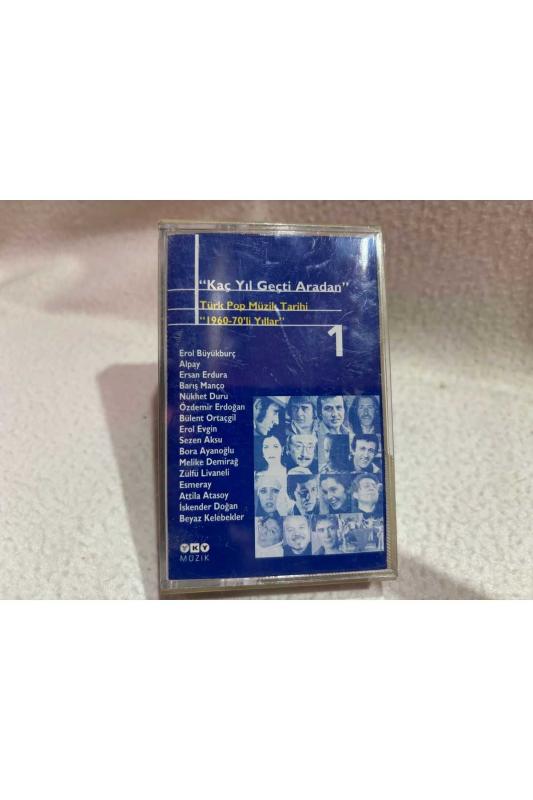 "Kaç Yıl Geçti Aradan"
Türk Pop Müzik Tarihi
"1960-70'li Yıllar"
1
Erol Büyükburç
Alpay
Ersan Erdura
Barış Manço
Nükhet Duru
Özdemir Erdoğan
Bülent Ortaçgil
Erol Evgin
Sezen Aksu
Bora Ayanoğlu
Melike Demirağ
Zülfü Livaneli
Esmeray
Attila Atasoy
İskender Doğan
Beyaz Kelebekler
YKY
MÜZİK